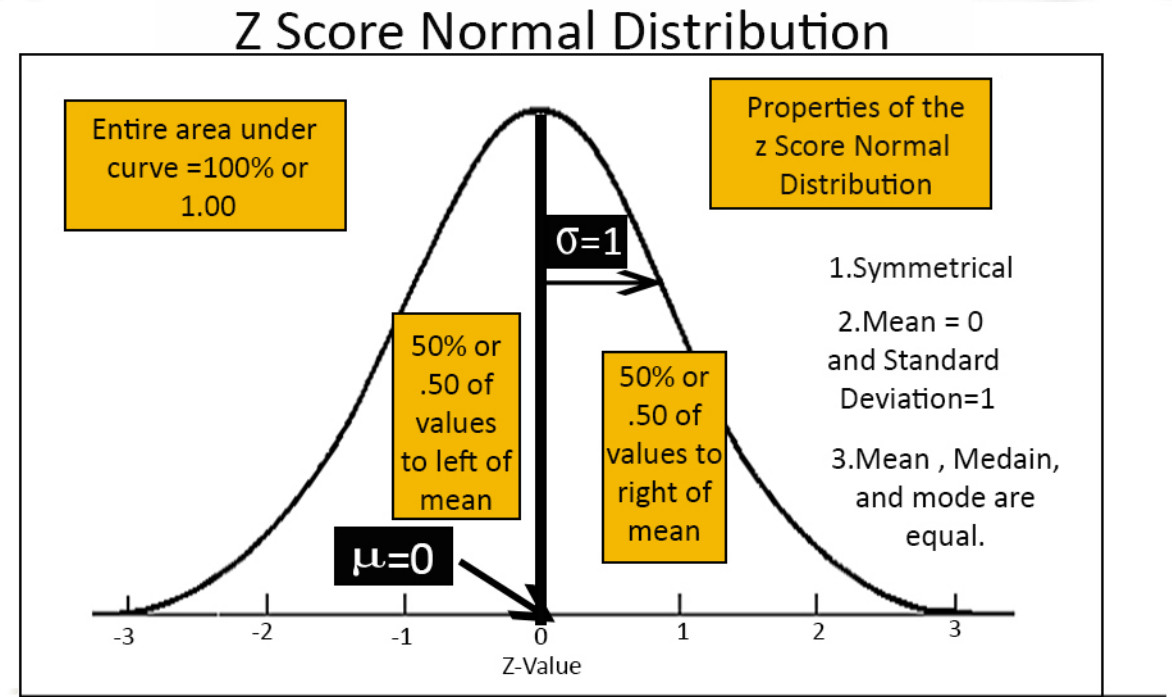 Z Score Normal Distribution
Entire area under
curve =100% or
1.00
Properties of the
z Score Normal
Distribution
σ=1
1.Symmetrical
2.Mean = 0
and Standard
Deviation=1
3.Mean , Medain,
and mode are
equal.
50% or
.50 of
values
to left of
mean
50% or
.50 of
values to
right of
mean
μ=0
-3
-2
-1
0
1
2
3
Z-Value